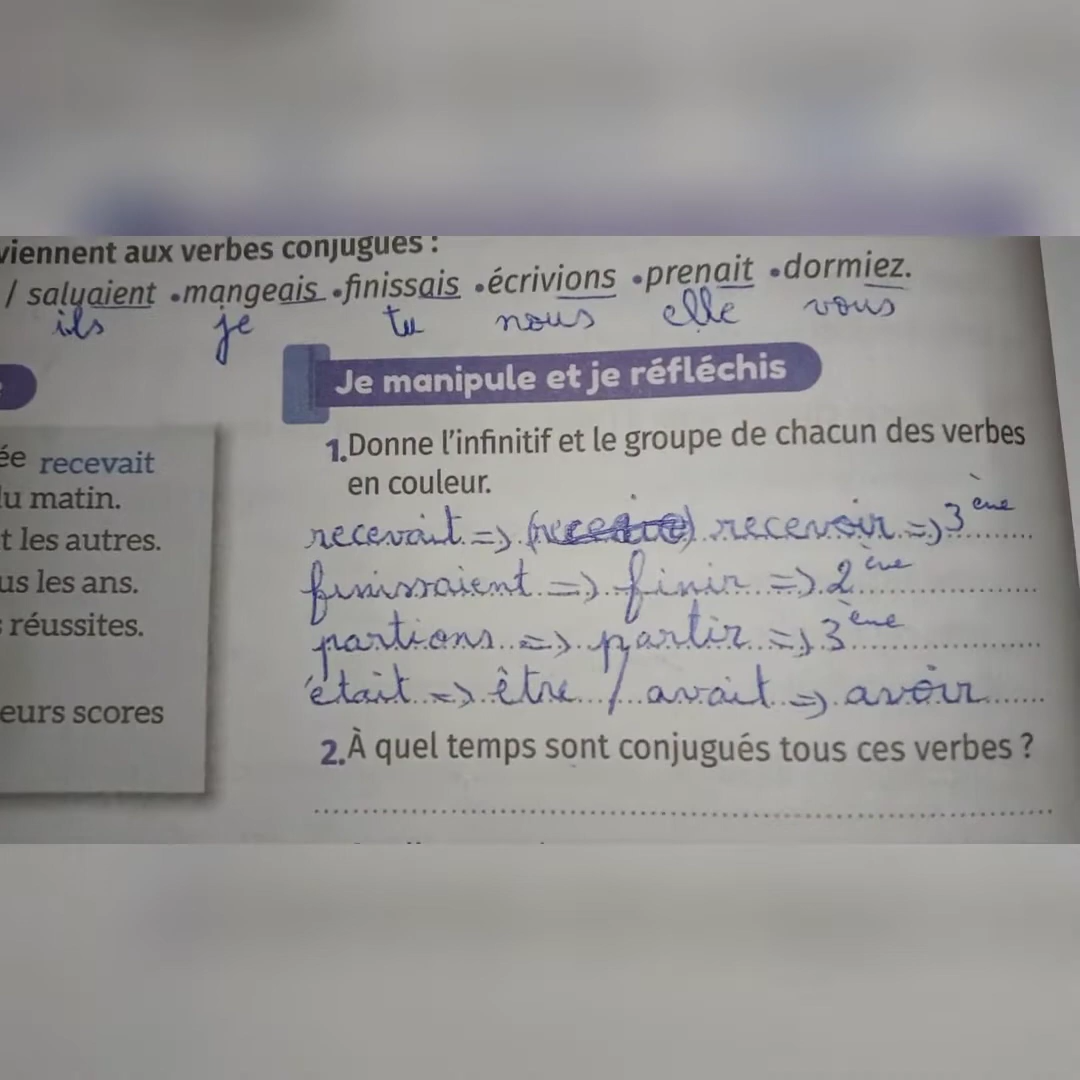 viennent aux verbes conjugués :
/ saluaient •mangeais •finissais •écrivions •prenait •dormiez.
ils je tu nous elle vous
Je manipule et je réfléchis
1.Donne l'infinitif et le groupe de chacun des verbes
en couleur.
ée recevait
du matin.
t les autres.
us les ans.
réussites.
eurs scores
recevait => recevoir => 3ème
finissaient => finir => 2ème
partions => partir => 3ème
était => être / avait => avoir
2.À quel temps sont conjugués tous ces verbes ?